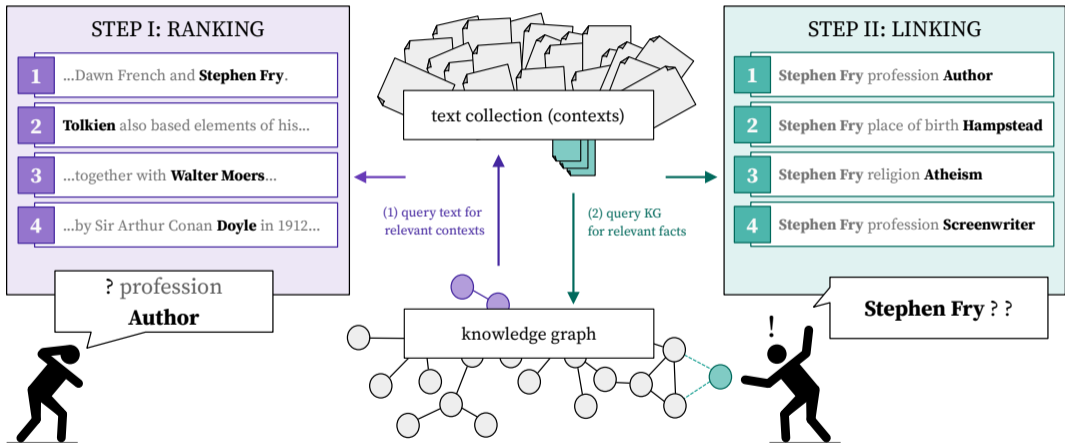 STEP I: RANKING
1 ...Dawn French and Stephen Fry.
2 Tolkien also based elements of his...
3 ...together with Walter Moers...
4 ...by Sir Arthur Conan Doyle in 1912...
? profession
Author
text collection (contexts)
(1) query text for
relevant contexts
(2) query KG
for relevant facts
knowledge graph
STEP II: LINKING
1 Stephen Fry profession Author
2 Stephen Fry place of birth Hampstead
3 Stephen Fry religion Atheism
4 Stephen Fry profession Screenwriter
Stephen Fry ? ?
!